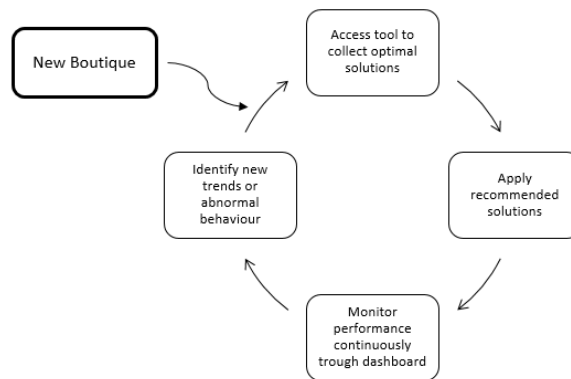 New Boutique
Access tool to
collect optimal
solutions
Apply
recommended
solutions
Monitor
performance
continuously
trough dashboard
Identify new
trends or
abnormal
behaviour